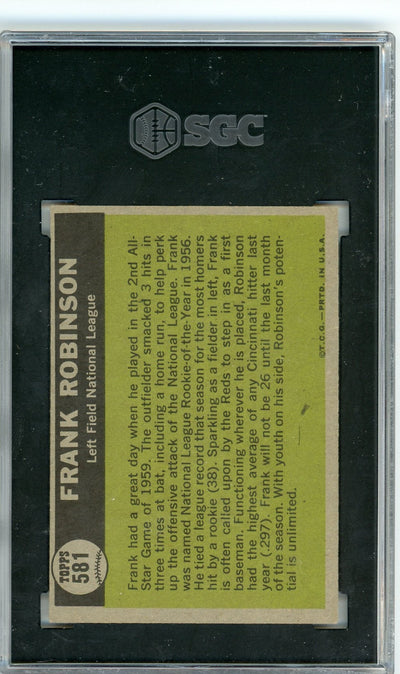 SGC
TOPPS
581
FRANK ROBINSON
Left Field National League
Frank had a great day when he played in the 2nd All-
Star Game of 1959. The outfielder smacked 3 hits in
three times at bat, including a home run, to help perk
up the offensive attack of the National League. Frank
was named National League Rookie-of-the-Year in 1956.
He tied a league record that season for the most homers
hit by a rookie (38). Sparkling as a fielder in left, Frank
is often called upon by the Reds to step in as a first
baseman. Functioning wherever he is placed, Robinson
had the highest average of any Cincinnati hitter last
year (.297). Frank will not be 26 until the last month
of the season. With youth on his side, Robinson's poten-
tial is unlimited.
©T.C.G.—PRTD. IN U.S.A.